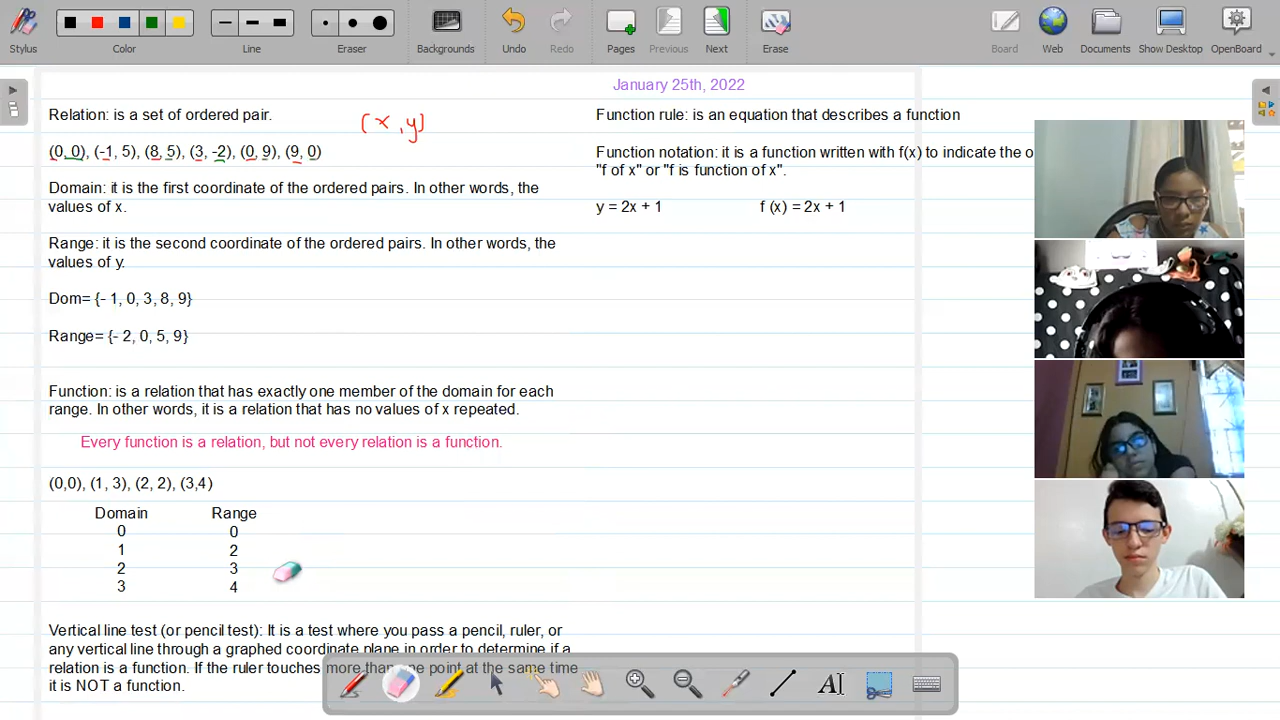 Stylus
Color
Line
Eraser
Backgrounds
Undo
Redo
Pages
Previous
Next
Erase
Board
Web
Documents
Show Desktop
OpenBoard
January 25th, 2022
Relation: is a set of ordered pair.
(x, y)
(0, 0), (-1, 5), (8, 5), (3, -2), (0, 9), (9, 0)
Domain: it is the first coordinate of the ordered pairs. In other words, the
values of x.
Range: it is the second coordinate of the ordered pairs. In other words, the
values of y.
Dom= {- 1, 0, 3, 8, 9}
Range= {- 2, 0, 5, 9}
Function: is a relation that has exactly one member of the domain for each
range. In other words, it is a relation that has no values of x repeated.
Every function is a relation, but not every relation is a function.
(0,0), (1, 3), (2, 2), (3,4)
Domain Range
0 0
1 2
2 3
3 4
Vertical line test (or pencil test): It is a test where you pass a pencil, ruler, or
any vertical line through a graphed coordinate plane in order to determine if a
relation is a function. If the ruler touches more than one point at the same time
it is NOT a function.
Function rule: is an equation that describes a function
Function notation: it is a function written with f(x) to indicate the
"f of x" or "f is function of x".
y = 2x + 1 f (x) = 2x + 1